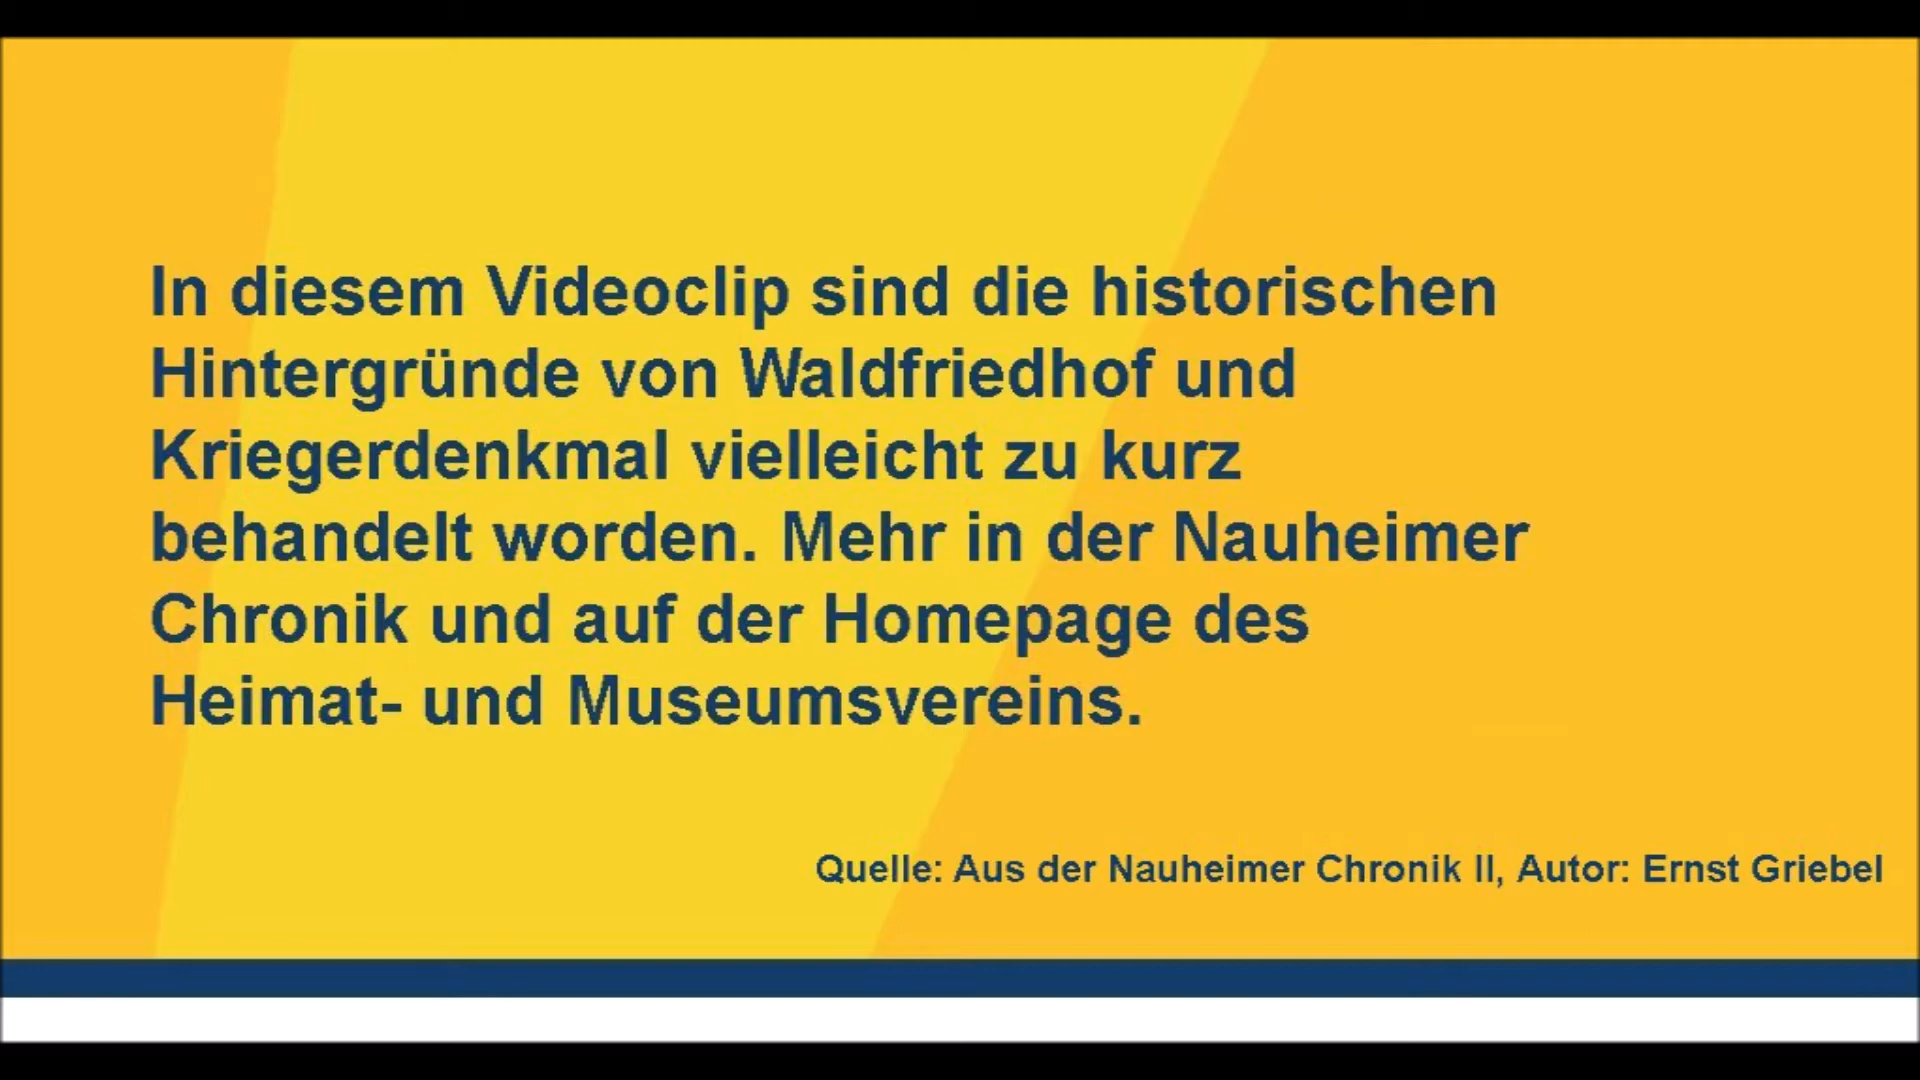 In diesem Videoclip sind die historischen
Hintergründe von Waldfriedhof und
Kriegerdenkmal vielleicht zu kurz
behandelt worden. Mehr in der Nauheimer
Chronik und auf der Homepage des
Heimat- und Museumsvereins.
Quelle: Aus der Nauheimer Chronik II, Autor: Ernst Griebel